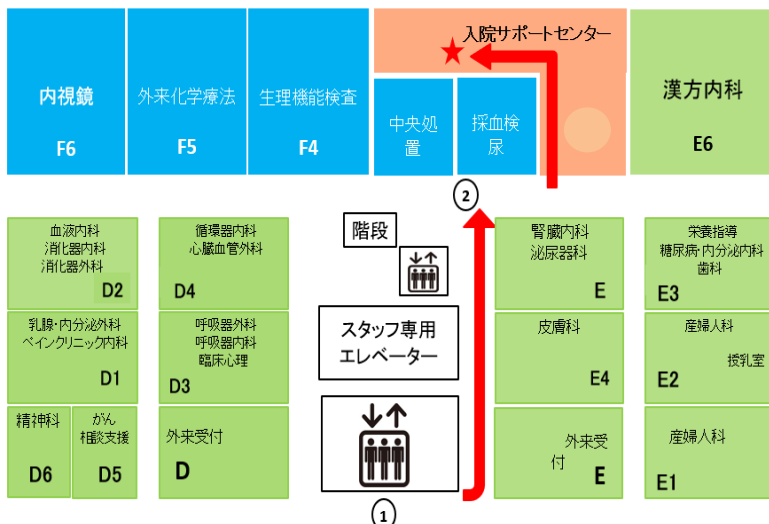 入院サポートセンター
内視鏡
F6
外来化学療法
F5
生理機能検査
F4
中央処
置
採血検
尿
漢方内科
E6
②
血液内科
消化器内科
消化器外科
D2
循環器内科
心臓血管外科
D4
階段
腎臓内科
泌尿器科
E
栄養指導
糖尿病・内分泌内科
歯科
E3
乳腺・内分泌外科
ペインクリニック内科
D1
呼吸器外科
呼吸器内科
臨床心理
D3
スタッフ専用
エレベーター
皮膚科
E4
産婦人科
授乳室
E2
精神科
D6
がん
相談支援
D5
外来受付
D
外来受
付
E
産婦人科
E1
①